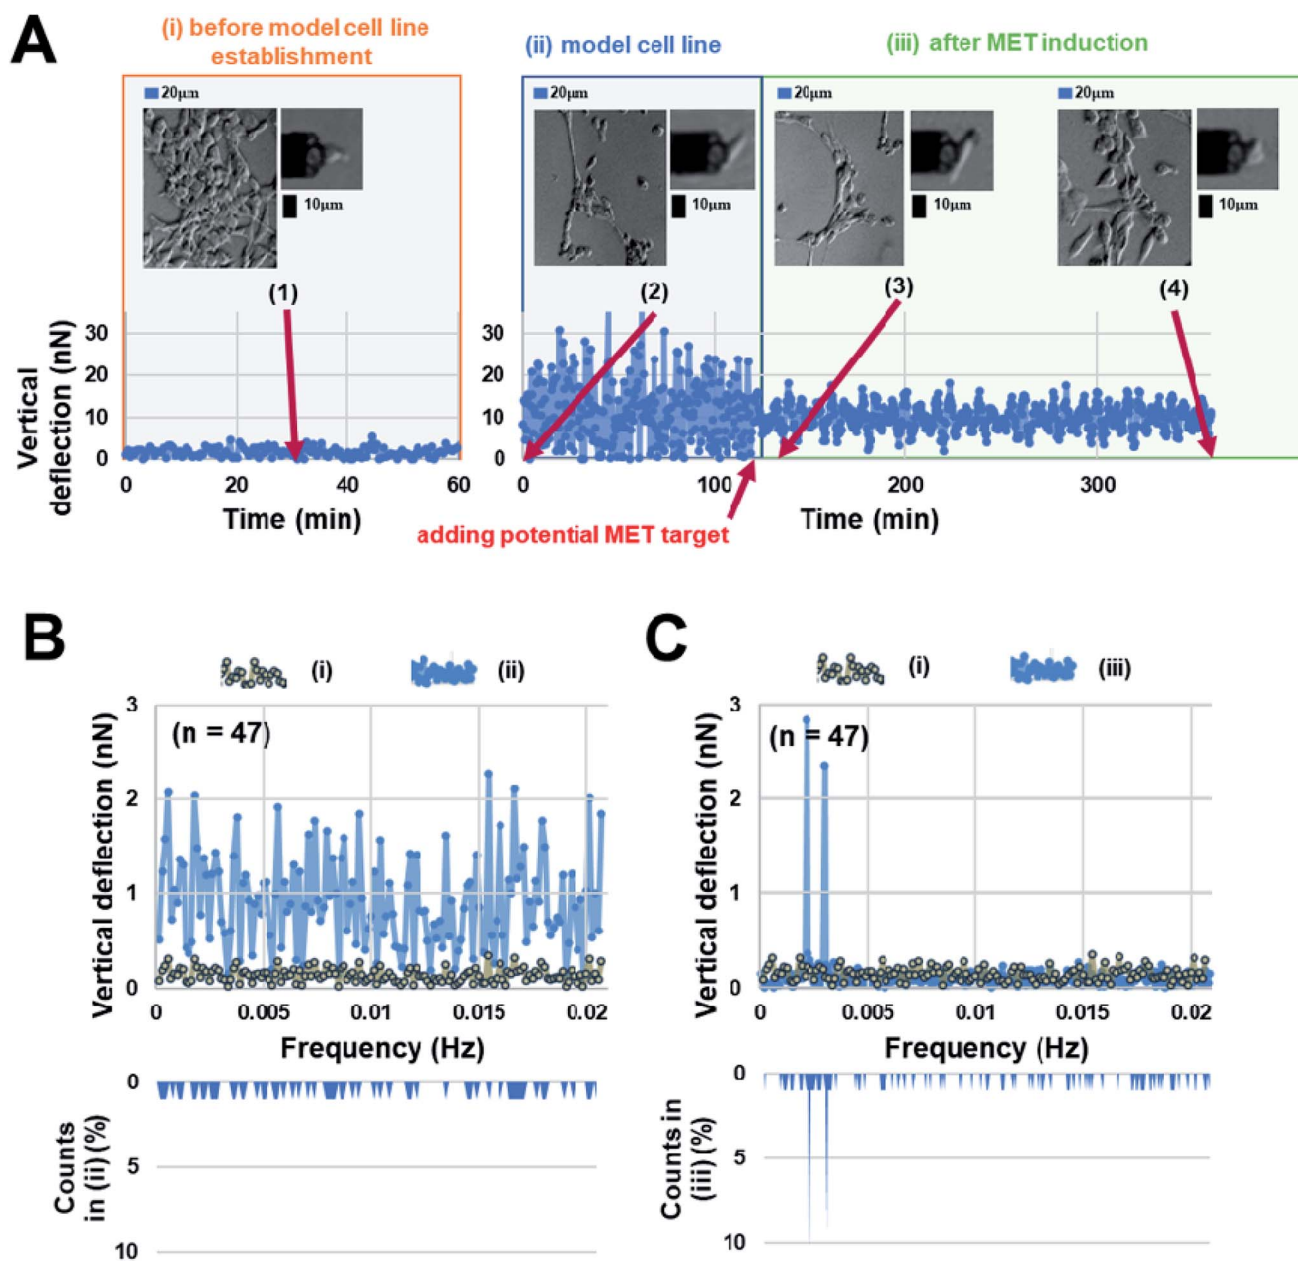 A
(i) before model cell line
establishment
(ii) model cell line
(iii) after MET induction
20μm
10μm
20μm
10μm
20μm
10μm
20μm
10μm
(1)
(2)
(3)
(4)
Vertical
deflection (nN)
30
20
10
0
0
20
40
60
Time (min)
30
20
10
0
0
100
200
300
Time (min)
adding potential MET target
B
(i)
(ii)
(n = 47)
Vertical deflection (nN)
3
2
1
0
0
0.005
0.01
0.015
0.02
Frequency (Hz)
Counts
in (ii) (%)
0
5
10
C
(i)
(iii)
(n = 47)
Vertical deflection (nN)
3
2
1
0
0
0.005
0.01
0.015
0.02
Frequency (Hz)
Counts in
(iii) (%)
0
5
10